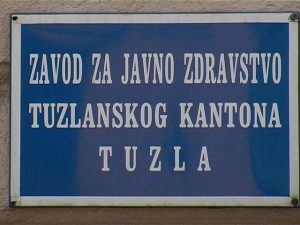 ZAVOD ZA JAVNO ZDRAVSTVO
TUZLANSKOG KANTONA
TUZLA